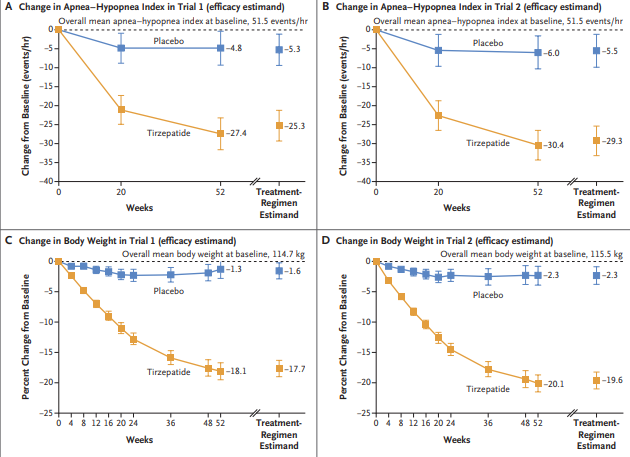 A Change in Apnea–Hypopnea Index in Trial 1 (efficacy estimand)
Overall mean apnea–hypopnea index at baseline, 51.5 events/hr
Change from Baseline (events/hr)
0
−5
−10
−15
−20
−25
−30
−35
−40
Placebo
−4.8
−5.3
Tirzepatide
−27.4
−25.3
0
20
52
Weeks
Treatment-
Regimen
Estimand
B Change in Apnea–Hypopnea Index in Trial 2 (efficacy estimand)
Overall mean apnea–hypopnea index at baseline, 51.5 events/hr
Change from Baseline (events/hr)
0
−5
−10
−15
−20
−25
−30
−35
−40
Placebo
−6.0
−5.5
Tirzepatide
−30.4
−29.3
0
20
52
Weeks
Treatment-
Regimen
Estimand
C Change in Body Weight in Trial 1 (efficacy estimand)
Overall mean body weight at baseline, 114.7 kg
Percent Change from Baseline
0
−5
−10
−15
−20
−25
−1.3
−1.6
Placebo
Tirzepatide
−18.1
−17.7
0 4 8 12 16 20 24 36 48 52
Weeks
Treatment-
Regimen
Estimand
D Change in Body Weight in Trial 2 (efficacy estimand)
Overall mean body weight at baseline, 115.5 kg
Percent Change from Baseline
0
−5
−10
−15
−20
−25
−2.3
−2.3
Placebo
Tirzepatide
−20.1
−19.6
0 4 8 12 16 20 24 36 48 52
Weeks
Treatment-
Regimen
Estimand